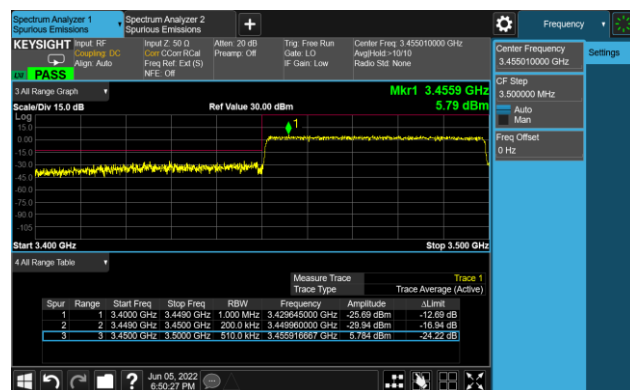 Spectrum Analyzer 1
Spurious Emissions
Spectrum Analyzer 2
Spurious Emissions
+
Frequency
KEYSIGHT
Input: RF
Coupling: DC
Align: Auto
Input Z: 50 Ω
Corr CCorr RCal
Freq Ref: Ext (S)
NFE: Off
Atten: 20 dB
Preamp: Off
Trig: Free Run
Gate: LO
IF Gain: Low
Center Freq: 3.455010000 GHz
Avg|Hold:>10/10
Radio Std: None
PASS
Center Frequency
3.455010000 GHz
Settings
CF Step
3.500000 MHz
Auto
Man
Freq Offset
0 Hz
3 All Range Graph
Mkr1 3.4559 GHz
Scale/Div 15.0 dB
Ref Value 30.00 dBm
5.79 dBm
Log
1
15.0
0.00
-15.0
-30.0
-45.0
-60.0
-75.0
-90.0
-105
Start 3.400 GHz
Stop 3.500 GHz
4 All Range Table
Measure Trace Trace 1
Trace Type Trace Average (Active)
Spur Range Start Freq Stop Freq RBW Frequency Amplitude ΔLimit
1 1 3.4000 GHz 3.4490 GHz 1.000 MHz 3.429645000 GHz -25.69 dBm -12.69 dB
2 2 3.4490 GHz 3.4500 GHz 200.0 kHz 3.449960000 GHz -29.94 dBm -16.94 dB
3 3 3.4500 GHz 3.5000 GHz 510.0 kHz 3.455916667 GHz 5.784 dBm -24.22 dB
?
Jun 05, 2022
6:50:27 PM